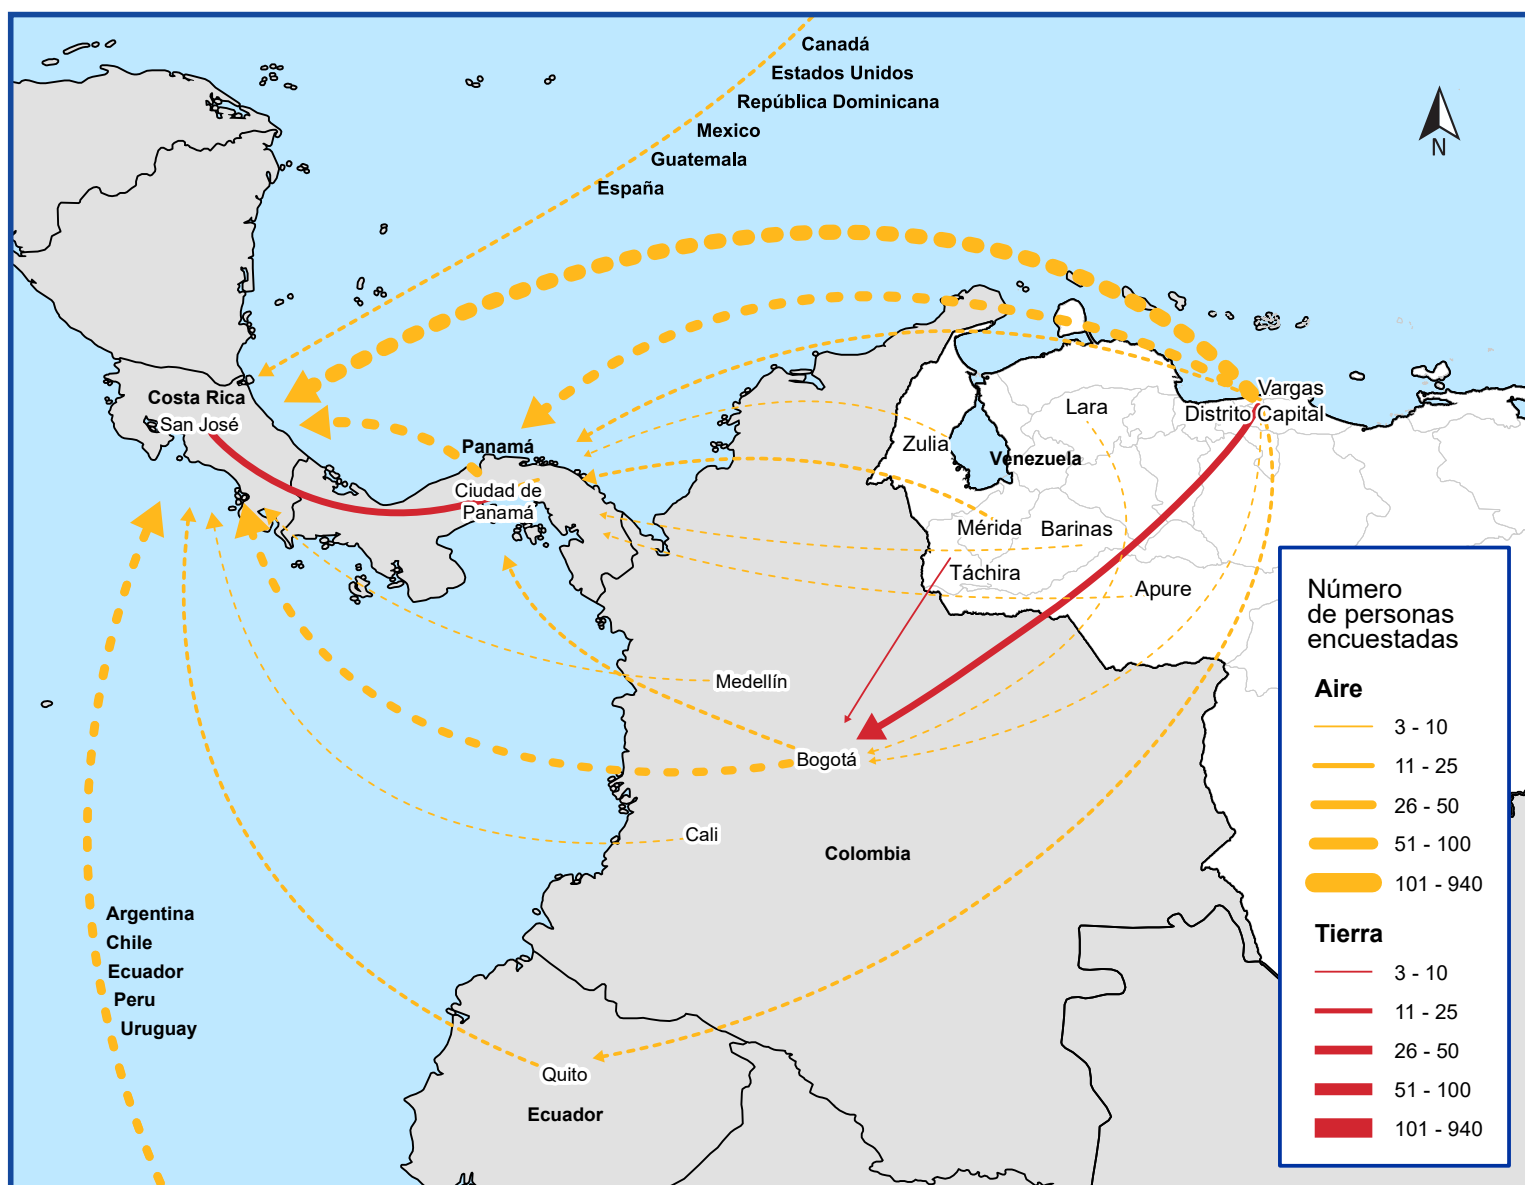 Canadá
Estados Unidos
República Dominicana
Mexico
Guatemala
España
N
Costa Rica
San José
Panamá
Ciudad de
Panamá
Vargas
Distrito Capital
Lara
Zulia
Venezuela
Mérida
Barinas
Táchira
Apure
Medellín
Bogotá
Cali
Colombia
Argentina
Chile
Ecuador
Peru
Uruguay
Quito
Ecuador
Número
de personas
encuestadas
Aire
3 - 10
11 - 25
26 - 50
51 - 100
101 - 940
Tierra
3 - 10
11 - 25
26 - 50
51 - 100
101 - 940